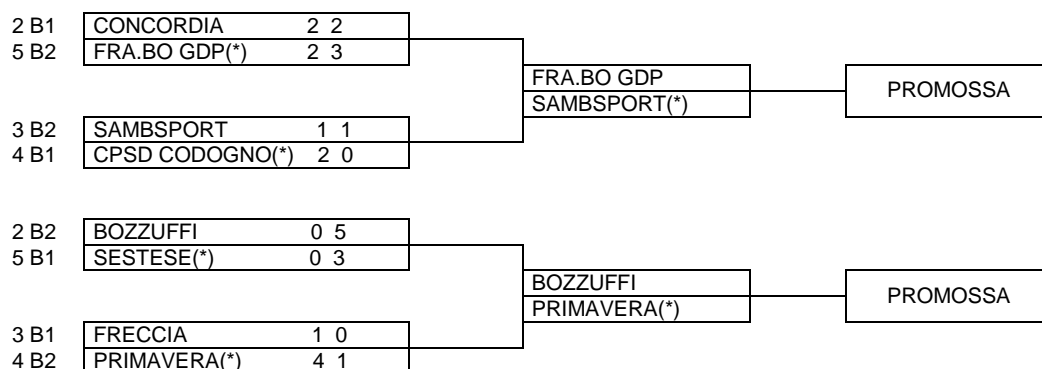 2 B1 CONCORDIA 2 2
5 B2 FRA.BO GDP(*) 2 3
FRA.BO GDP
SAMBSPORT(*)
PROMOSSA
3 B2 SAMBSPORT 1 1
4 B1 CPSD CODOGNO(*) 2 0
2 B2 BOZZUFFI 0 5
5 B1 SESTESE(*) 0 3
BOZZUFFI
PRIMAVERA(*)
PROMOSSA
3 B1 FRECCIA 1 0
4 B2 PRIMAVERA(*) 4 1